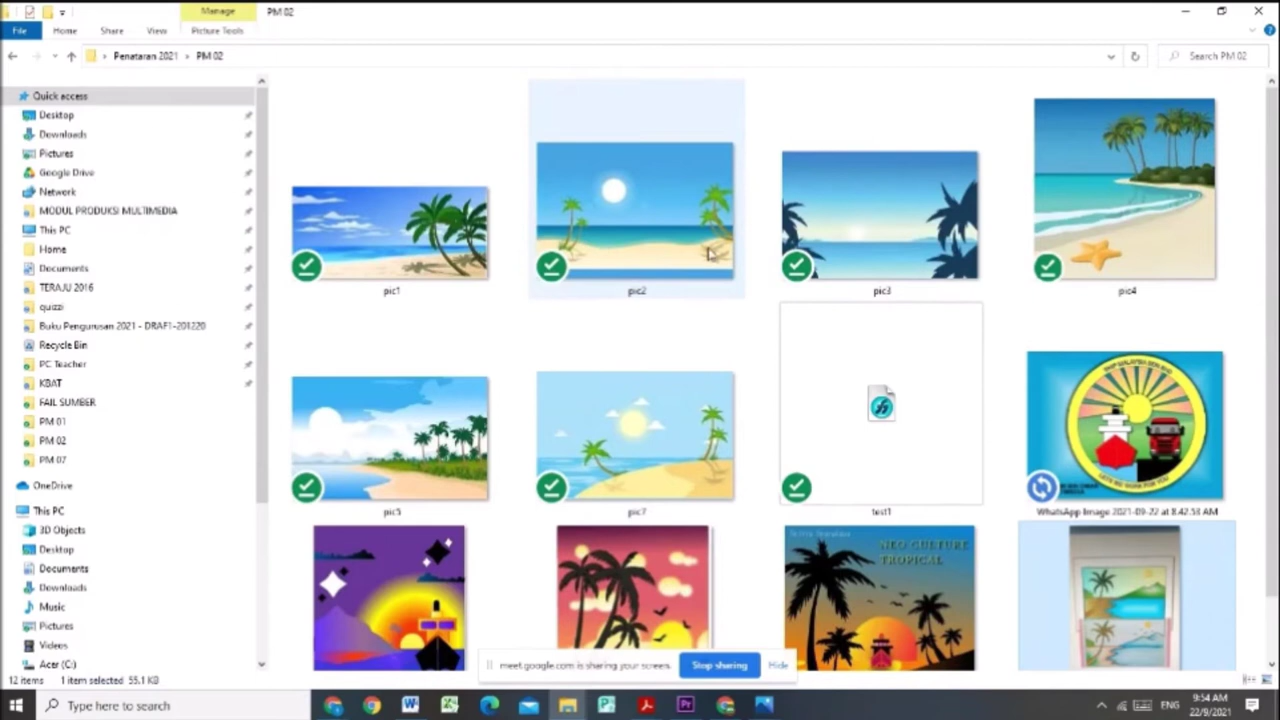 Manage
PM 02
File
Home
Share
View
Picture Tools
Penataran 2021 › PM 02
Search PM 02
Quick access
Desktop
Downloads
Pictures
Google Drive
Network
MODUL PRODUKSI MULTIMEDIA
This PC
Home
Documents
TERAJU 2016
quizzi
Buku Pengurusan 2021 - DRAF1-201220
Recycle Bin
PC Teacher
KBAT
FAIL SUMBER
PM 01
PM 02
PM 07
OneDrive
This PC
3D Objects
Desktop
Documents
Downloads
Music
Pictures
Videos
Acer (C:)
pic1
pic2
pic3
pic4
pic5
pic7
test1
WhatsApp Image 2021-09-22 at 8.42.53 AM
NEO CULTURE
TROPICAL
meet.google.com is sharing your screen.
Stop sharing
Hide
12 items
1 item selected 55.1 KB
Type here to search
ENG
9:54 AM
22/9/2021